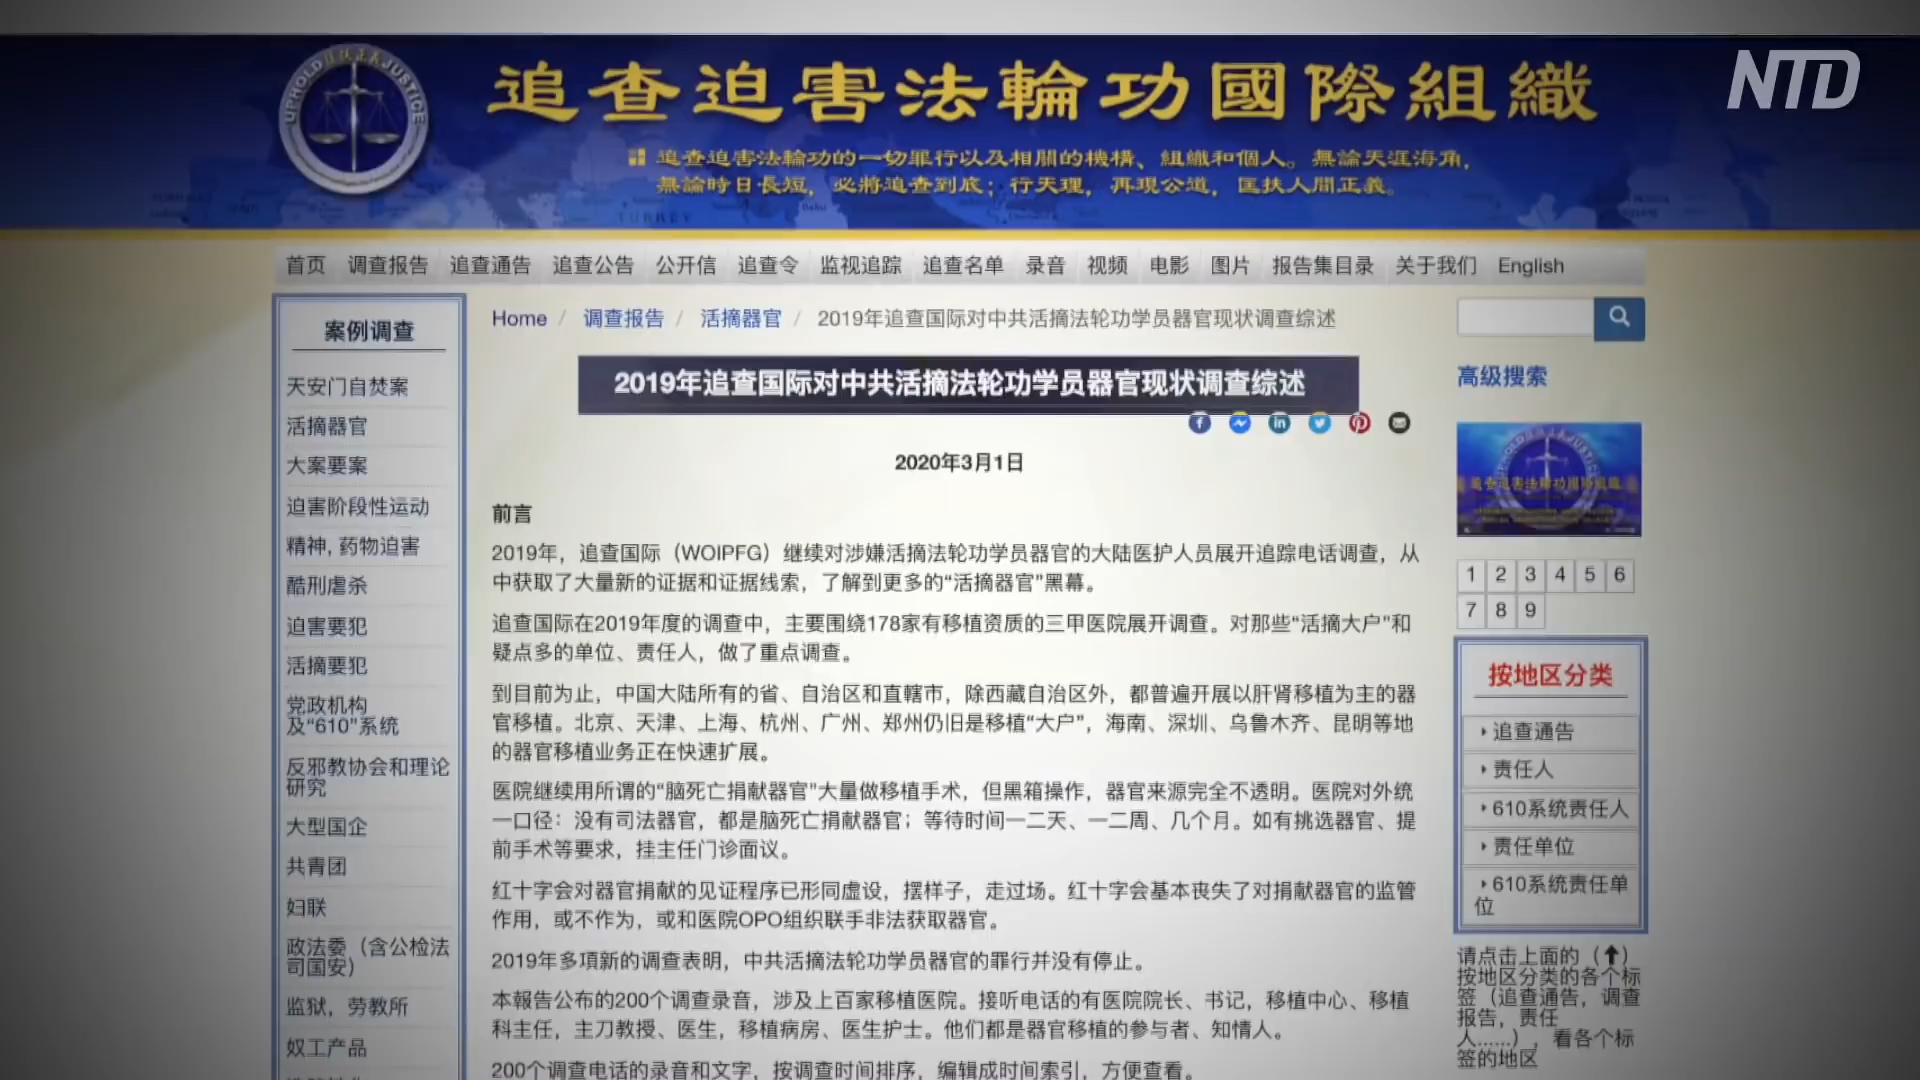 NTD
UPHOLD JUSTICE
追查迫害法輪功國際組織
追查迫害法輪功的一切罪行以及相關的機構、組織和個人。無論天涯海角，
無論時日長短，必將追查到底；行天理，再現公道，匡扶人間正義。
首页 调查报告 追查通告 追查公告 公开信 追查令 监视追踪 追查名单 录音 视频 电影 图片 报告集目录 关于我们 English
案例调查
天安门自焚案
活摘器官
大案要案
迫害阶段性运动
精神, 药物迫害
酷刑虐杀
迫害要犯
活摘要犯
党政机构
及“610”系统
反邪教协会和理论
研究
大型国企
共青团
妇联
政法委（含公检法
司国安）
监狱，劳教所
奴工产品
Home / 调查报告 / 活摘器官 / 2019年追查国际对中共活摘法轮功学员器官现状调查综述
2019年追查国际对中共活摘法轮功学员器官现状调查综述
2020年3月1日
前言
2019年，追查国际（WOIPFG）继续对涉嫌活摘法轮功学员器官的大陆医护人员展开追踪电话调查，从
中获取了大量新的证据和证据线索，了解到更多的“活摘器官”黑幕。
追查国际在2019年度的调查中，主要围绕178家有移植资质的三甲医院展开调查。对那些“活摘大户”和
疑点多的单位、责任人，做了重点调查。
到目前为止，中国大陆所有的省、自治区和直辖市，除西藏自治区外，都普遍开展以肝肾移植为主的器
官移植。北京、天津、上海、杭州、广州、郑州仍旧是移植“大户”，海南、深圳、乌鲁木齐、昆明等地
的器官移植业务正在快速扩展。
医院继续用所谓的“脑死亡捐献器官”大量做移植手术，但黑箱操作，器官来源完全不透明。医院对外统
一口径：没有司法器官，都是脑死亡捐献器官；等待时间一二天、一二周、几个月。如有挑选器官、提
前手术等要求，挂主任门诊面议。
红十字会对器官捐献的见证程序已形同虚设，摆样子，走过场。红十字会基本丧失了对捐献器官的监管
作用，或不作为，或和医院OPO组织联手非法获取器官。
2019年多項新的调查表明，中共活摘法轮功学员器官的罪行并没有停止。
本報告公布的200个调查录音，涉及上百家移植医院。接听电话的有医院院长、书记，移植中心、移植
科主任，主刀教授、医生，移植病房、医生护士。他们都是器官移植的参与者、知情人。
200个调查电话的录音和文字，按调查时间排序，编辑成时间索引，方便查看。
高级搜索
追查迫害法輪功國際組織
1 2 3 4 5 6
7 8 9
按地区分类
追查通告
责任人
610系统责任人
责任单位
610系统责任单
位
请点击上面的（↑）
按地区分类的各个标
签（追查通告，调查
报告，责任
人......），看各个标
签的地区